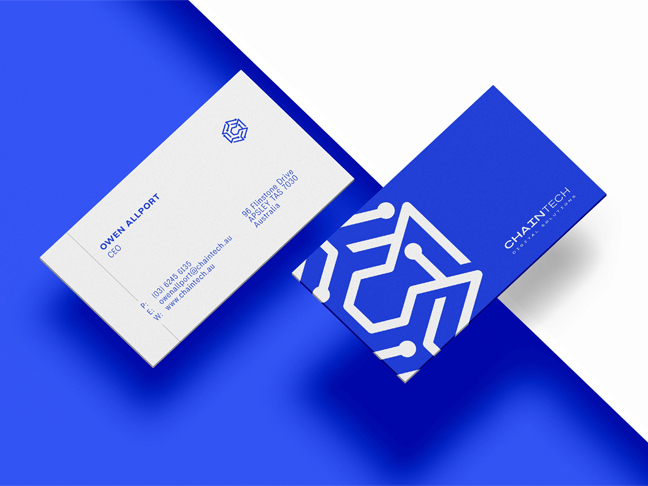 OWEN ALLPORT
CEO
96 Flinstone Drive
APSLEY TAS 7030
Australia
P: (03) 6245 6135
E: owenallport@chaintech.au
W: www.chaintech.au
CHAINTECH
DIGITAL SOLUTIONS